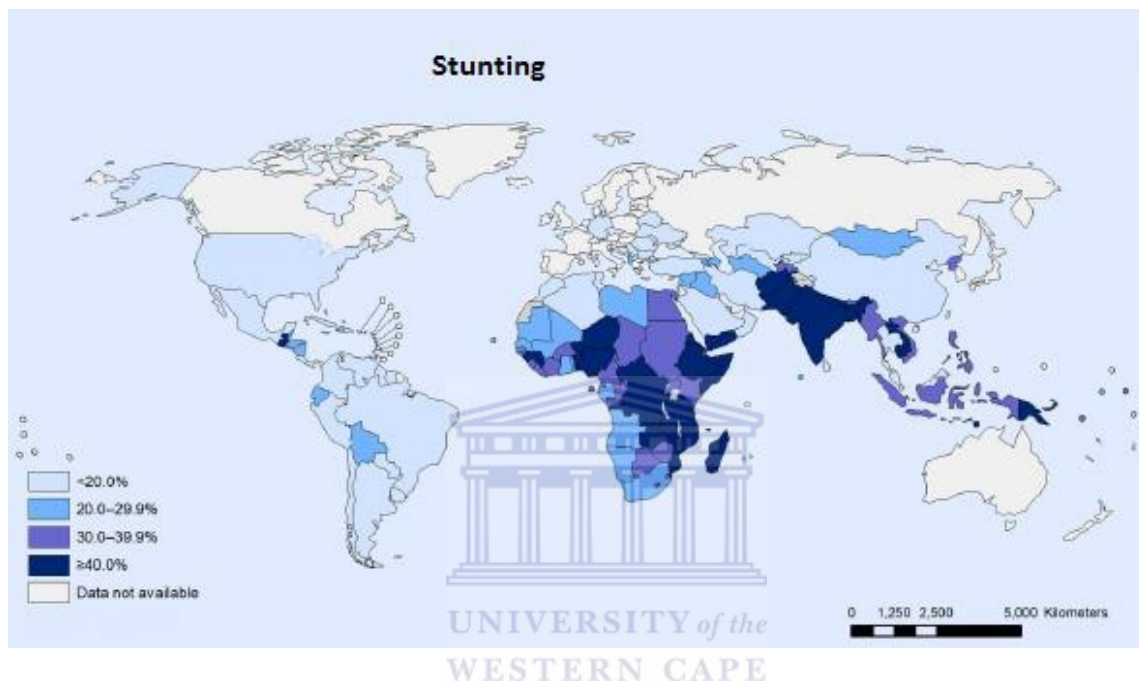 Stunting
<20.0%
20.0–29.9%
30.0–39.9%
≥40.0%
Data not available
0 1,250 2,500 5,000 Kilometers
UNIVERSITY of the
WESTERN CAPE